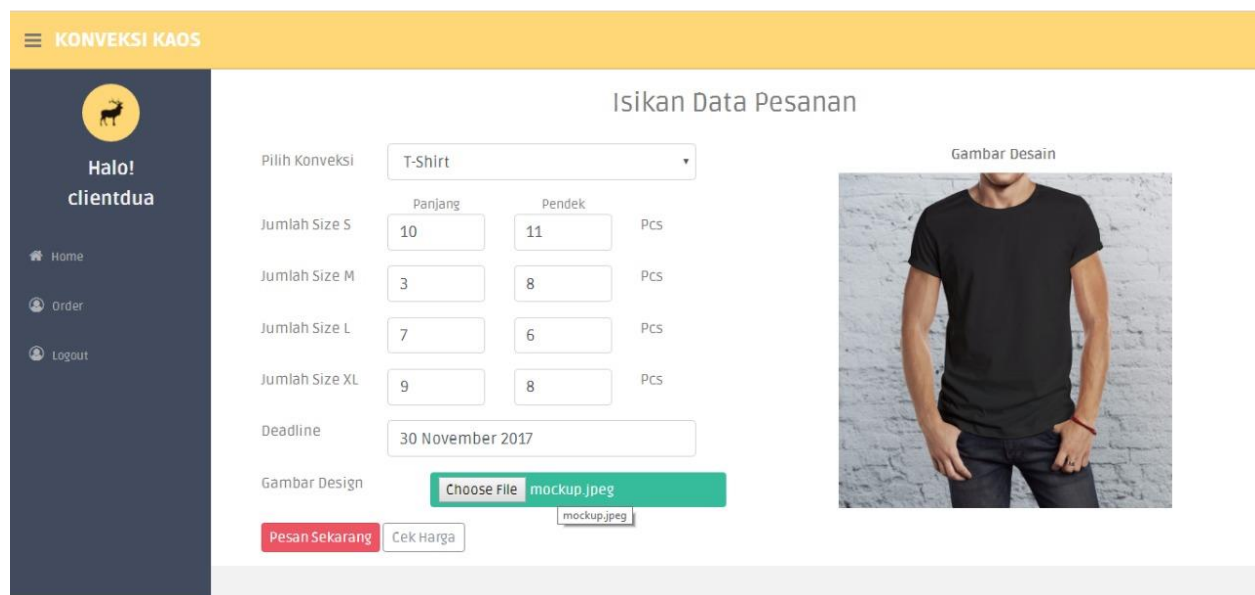 KONVEKSI KAOS
Halo!
clientdua
Home
Order
Logout
Isikan Data Pesanan
Pilih Konveksi T-Shirt
Panjang Pendek
Jumlah Size S 10 11 Pcs
Jumlah Size M 3 8 Pcs
Jumlah Size L 7 6 Pcs
Jumlah Size XL 9 8 Pcs
Deadline 30 November 2017
Gambar Design Choose File mockup.jpeg
mockup.jpeg
Pesan Sekarang Cek Harga
Gambar Desain